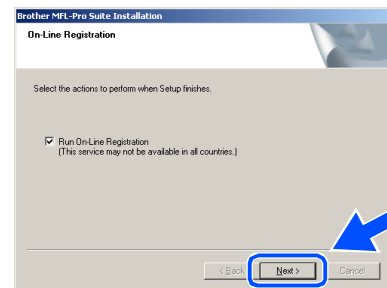 Brother MFL-Pro Suite Installation
On-Line Registration
Select the actions to perform when Setup finishes.
Run On-Line Registration
(This service may not be available in all countries.)
< Back
Next >
Cancel